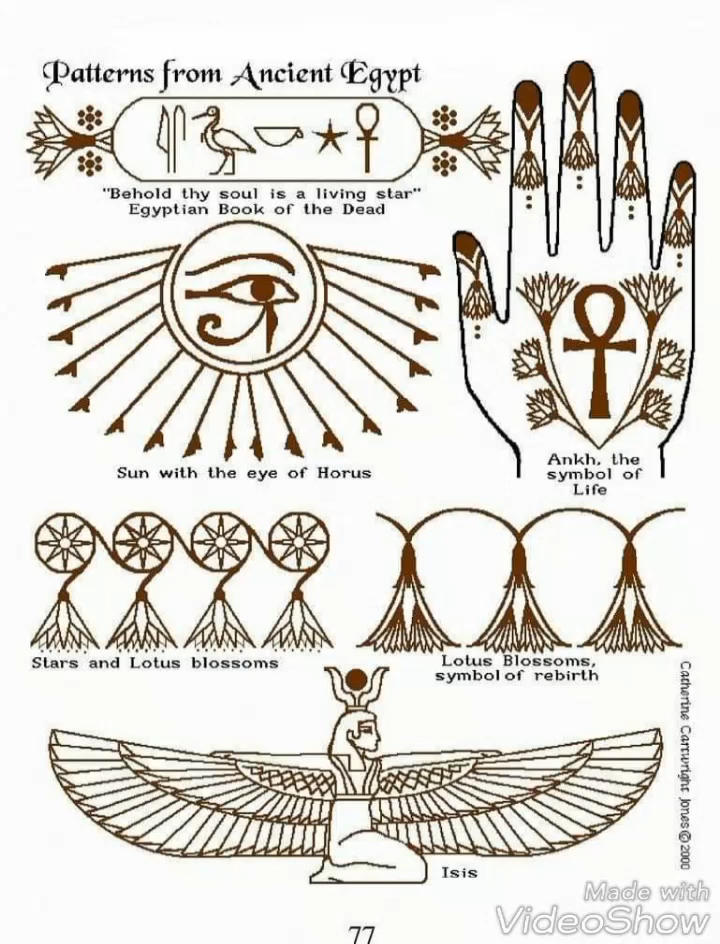 Patterns from Ancient Egypt
"Behold thy soul is a living star"
Egyptian Book of the Dead
Sun with the eye of Horus
Ankh, the
symbol of
Life
Stars and Lotus blossoms
Lotus Blossoms,
symbol of rebirth
Catherine Cartwright Jones © 2000
Isis
Made with
VideoShow
77